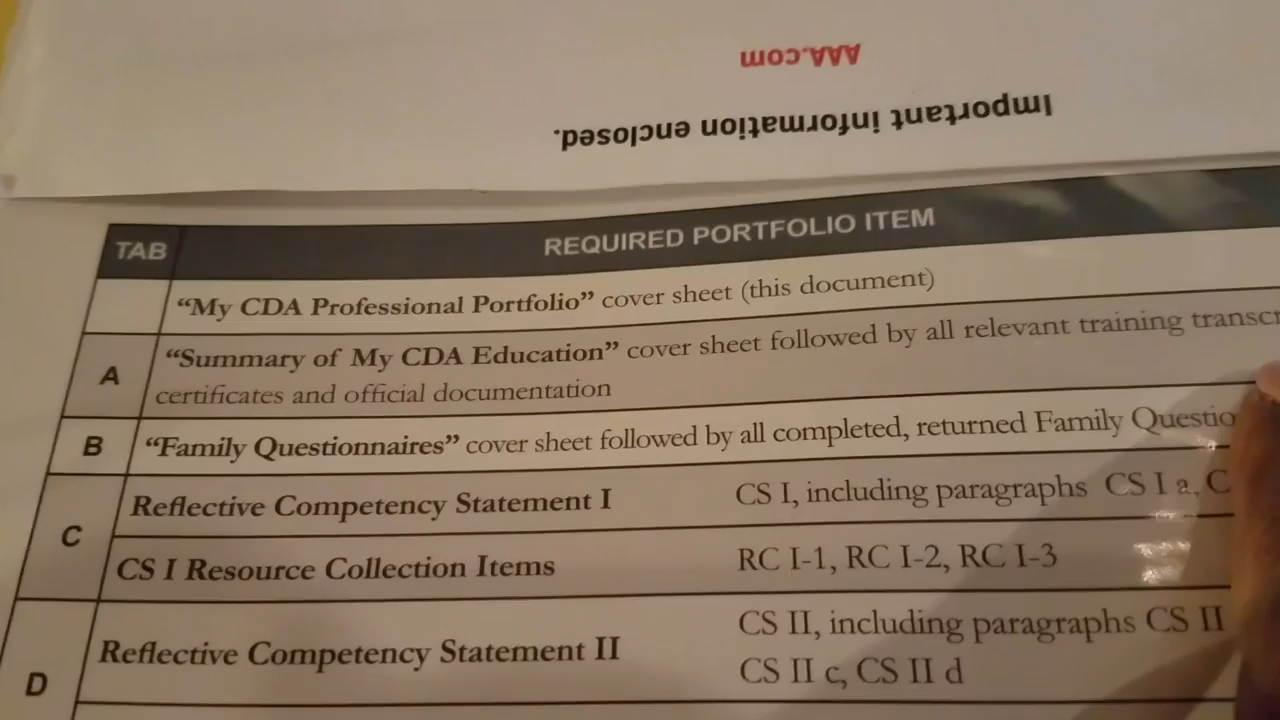 AAA.com
Important information enclosed.
TAB REQUIRED PORTFOLIO ITEM
“My CDA Professional Portfolio” cover sheet (this document)
A “Summary of My CDA Education” cover sheet followed by all relevant training
certificates and official documentation
B “Family Questionnaires” cover sheet followed by all completed, returned Family
C Reflective Competency Statement I CS I, including paragraphs CS I a,
CS I Resource Collection Items RC I-1, RC I-2, RC I-3
D Reflective Competency Statement II CS II, including paragraphs CS II
CS II c, CS II d